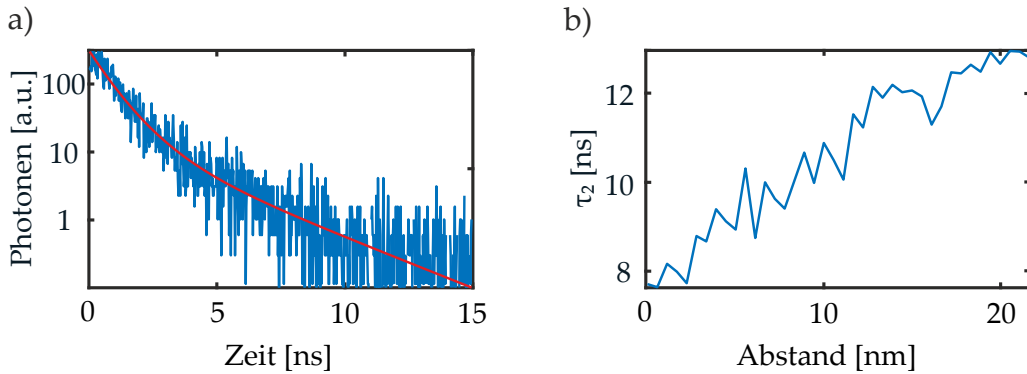 a)
Photonen [a.u.]
100
10
1
0
5
10
15
Zeit [ns]
b)
τ₂ [ns]
12
10
8
0
10
20
Abstand [nm]